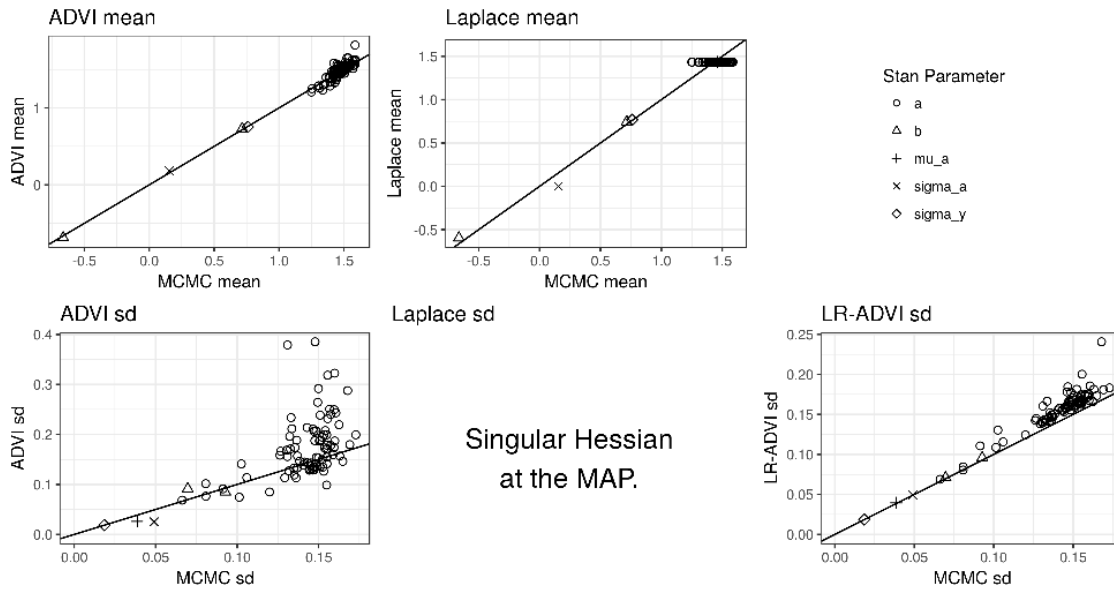 ADVI mean
ADVI mean
1
0
-0.5
0.0
0.5
1.0
1.5
MCMC mean
Laplace mean
Laplace mean
1.5
1.0
0.5
0.0
-0.5
-0.5
0.0
0.5
1.0
1.5
MCMC mean
Stan Parameter
a
b
mu_a
sigma_a
sigma_y
ADVI sd
ADVI sd
0.4
0.3
0.2
0.1
0.0
0.00
0.05
0.10
0.15
MCMC sd
Laplace sd
Singular Hessian
at the MAP.
LR-ADVI sd
LR-ADVI sd
0.25
0.20
0.15
0.10
0.05
0.00
0.00
0.05
0.10
0.15
MCMC sd